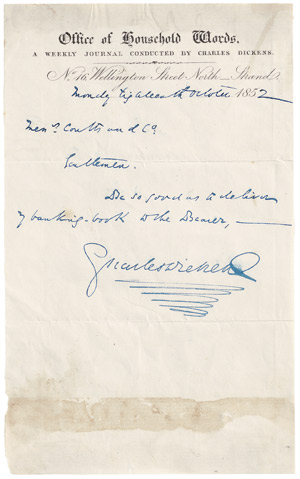 Office of Household Words,
A WEEKLY JOURNAL CONDUCTED BY CHARLES DICKENS.
No. 16, Wellington Street North, Strand.
Monday Eighteenth October 1852
Messrs. Coutts and Co
Gentlemen.
Be so good as to deliver
my banking-book to the Bearer,
Charles Dickens